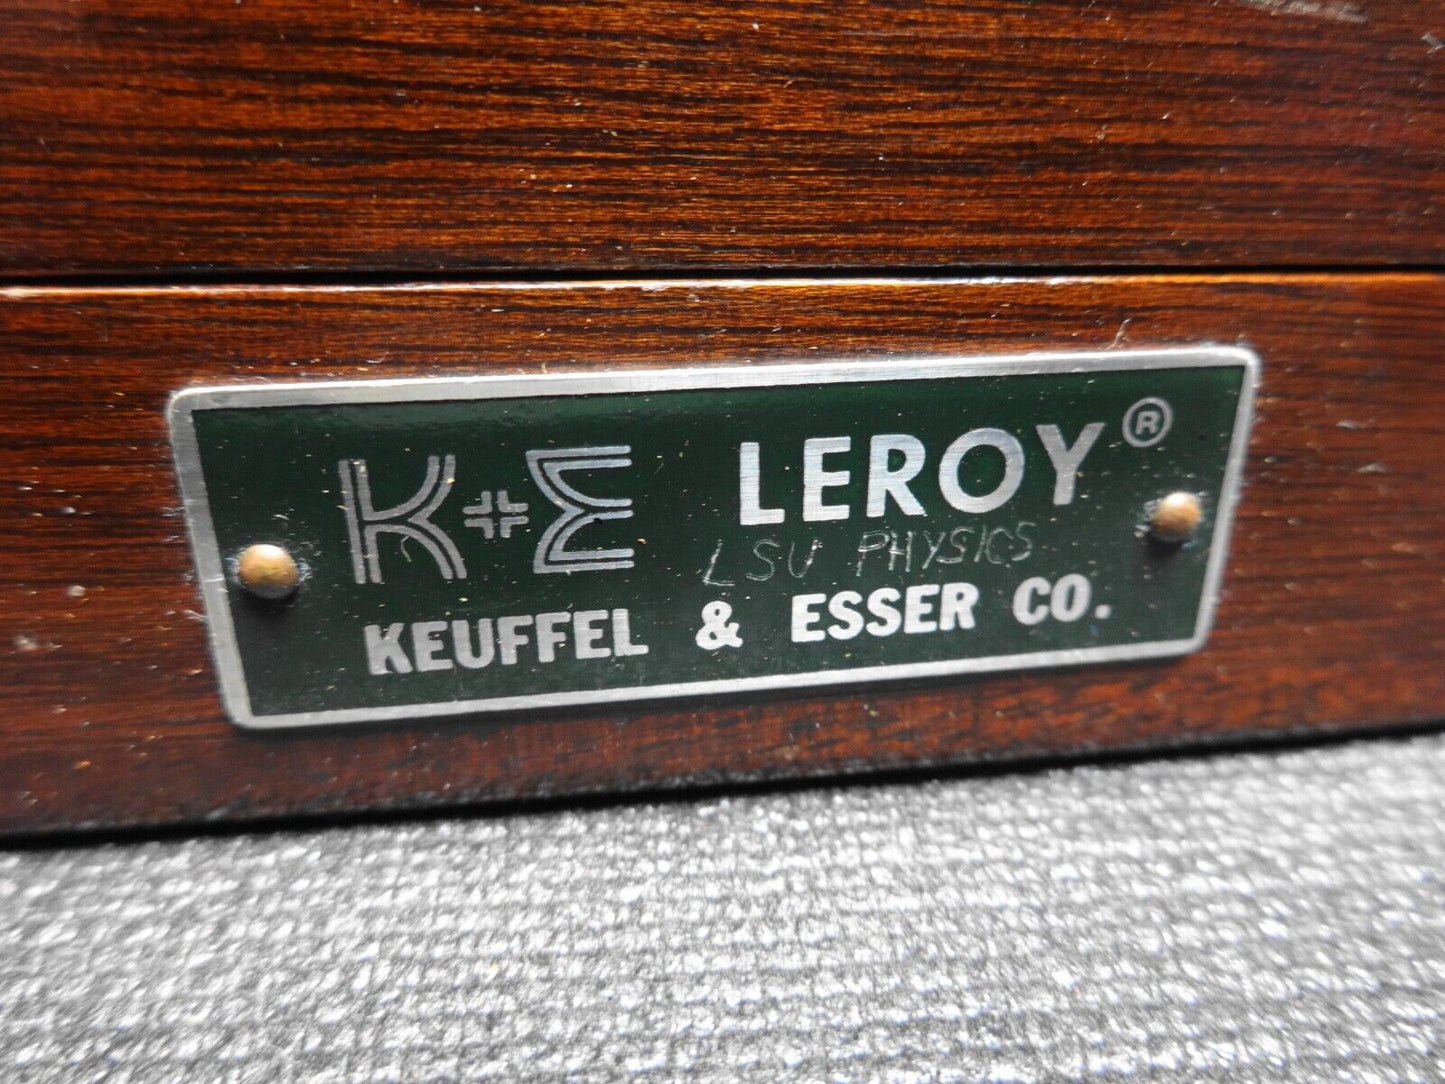 K+E LEROY®
LSU PHYSICS
KEUFFEL & ESSER CO.